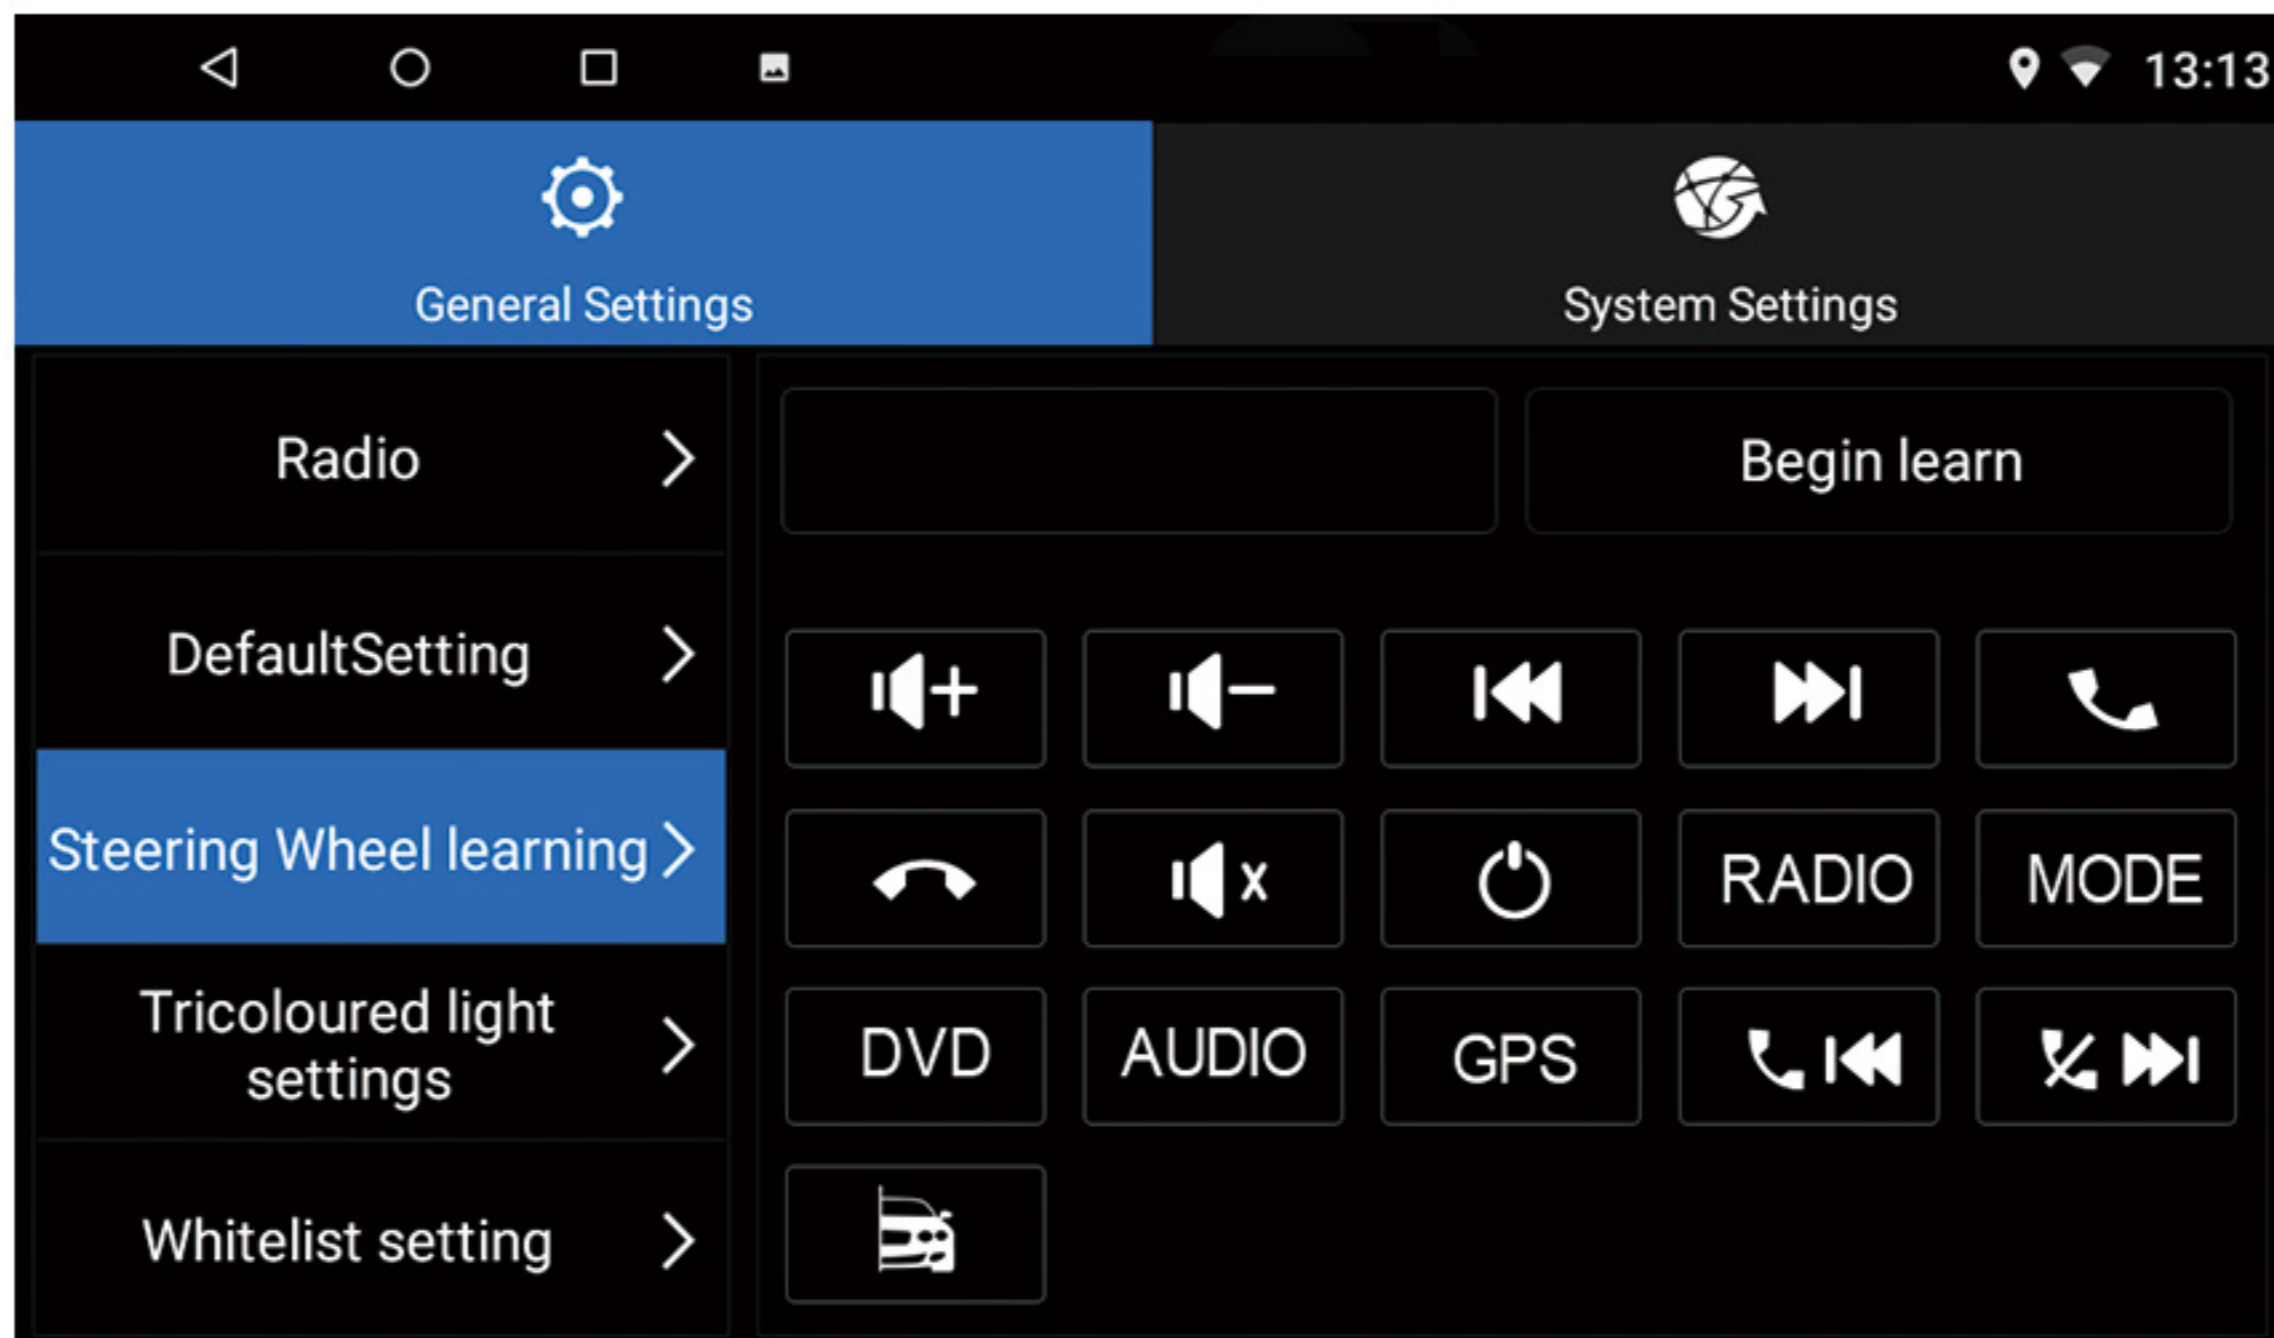 13:13
General Settings
System Settings
Radio
Begin learn
DefaultSetting
Steering Wheel learning
x
RADIO
MODE
Tricoloured light
settings
DVD
AUDIO
GPS
Whitelist setting